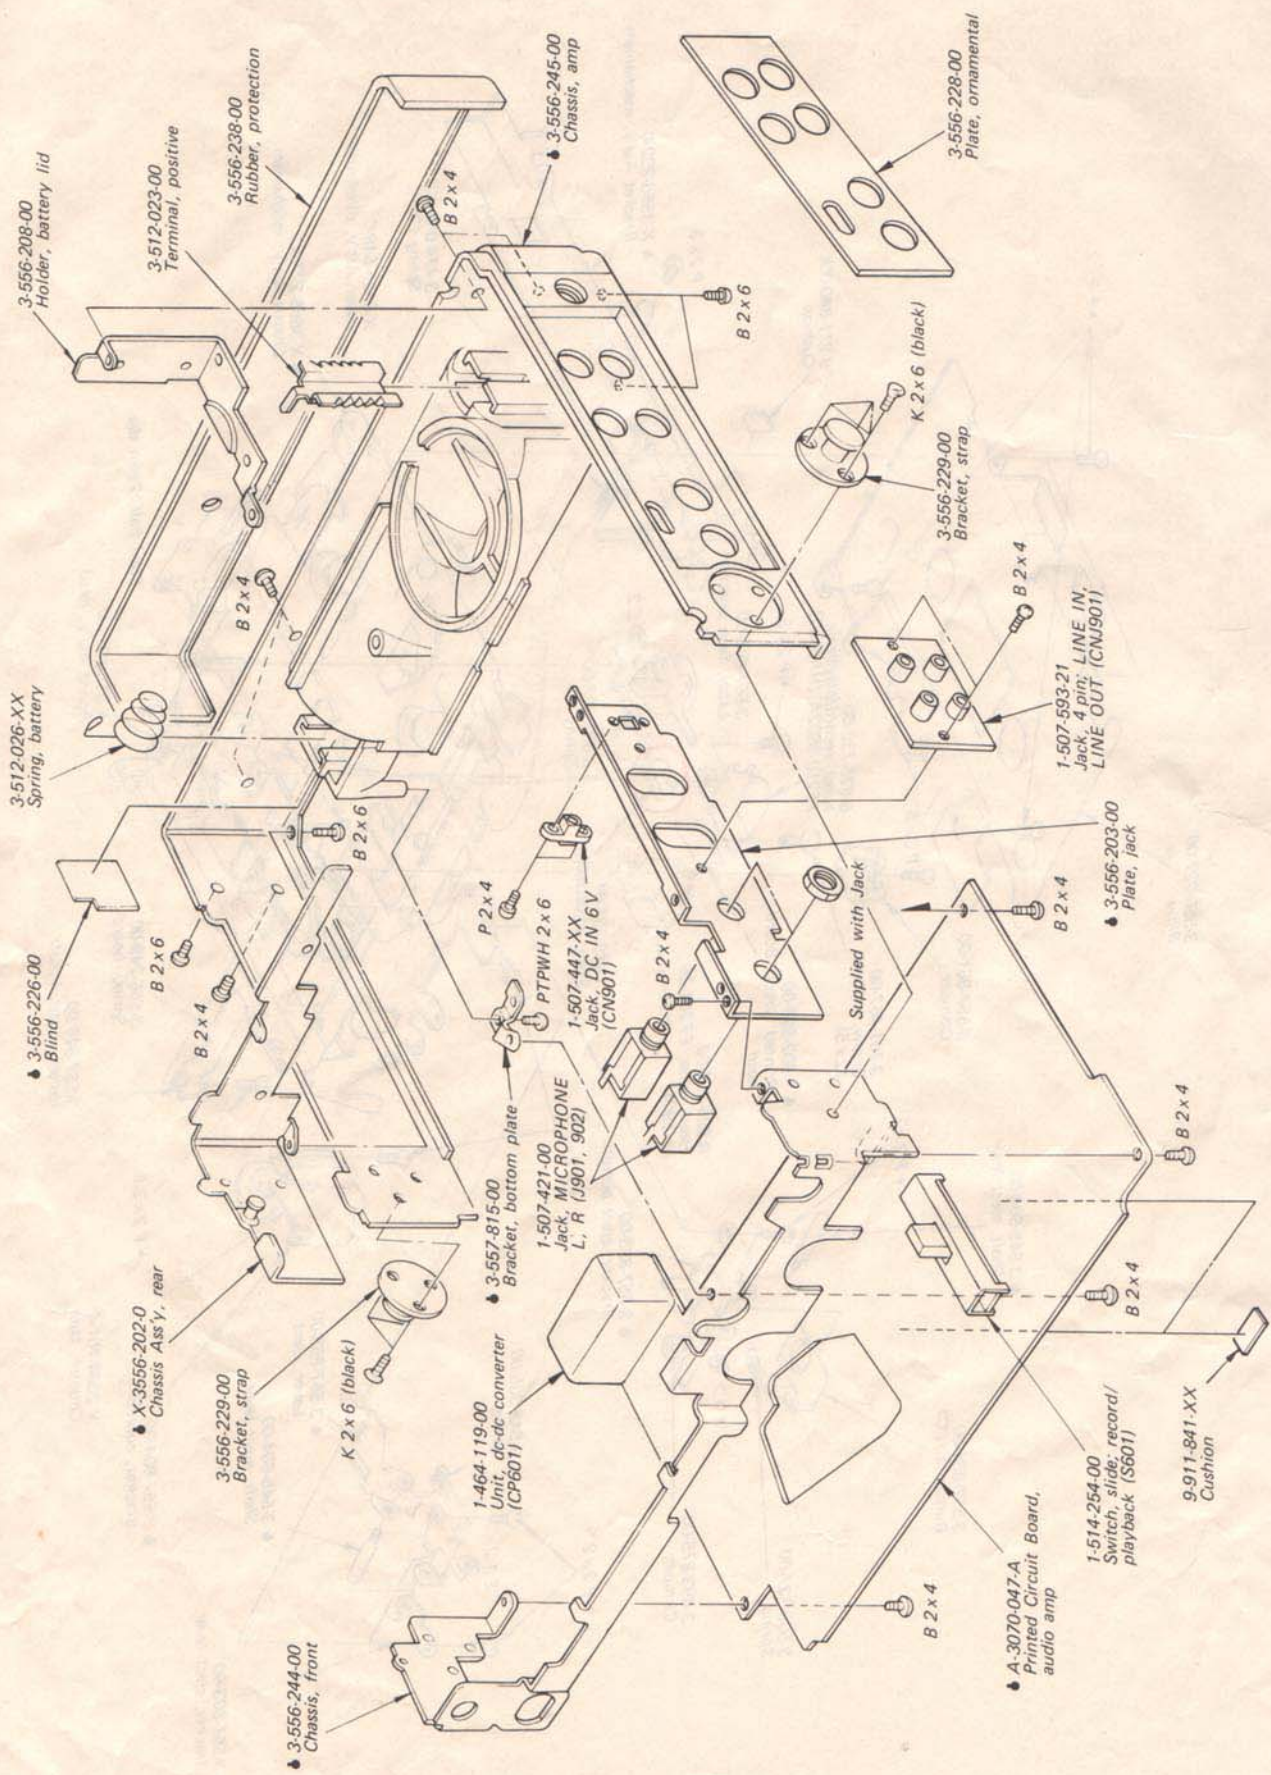 3-556-244-00
Chassis, front
X-3556-202-0
Chassis Ass'y, rear
3-556-229-00
Bracket, strap
K 2 x 6 (black)
3-556-226-00
Blind
3-512-026-XX
Spring, battery
3-556-208-00
Holder, battery lid
3-512-023-00
Terminal, positive
3-556-238-00
Rubber, protection
B 2 x 6
B 2 x 4
B 2 x 6
B 2 x 4
B 2 x 4
3-556-245-00
Chassis, amp
1-464-119-00
Unit, dc-dc converter
(CP601)
3-557-815-00
Bracket, bottom plate
1-507-421-00
Jack, MICROPHONE
L, R (J901, 902)
PTPWH 2 x 6
P 2 x 4
1-507-447-XX
Jack, DC IN 6V
(CN901)
B 2 x 4
B 2 x 6
K 2 x 6 (black)
3-556-229-00
Bracket, strap
3-556-228-00
Plate, ornamental
Supplied with Jack
B 2 x 4
1-507-593-21
Jack, 4 pin; LINE IN,
LINE OUT (CNJ901)
3-556-203-00
Plate, jack
B 2 x 4
B 2 x 4
B 2 x 4
B 2 x 4
A-3070-047-A
Printed Circuit Board,
audio amp
1-514-254-00
Switch, slide; record/
playback (S601)
9-911-841-XX
Cushion